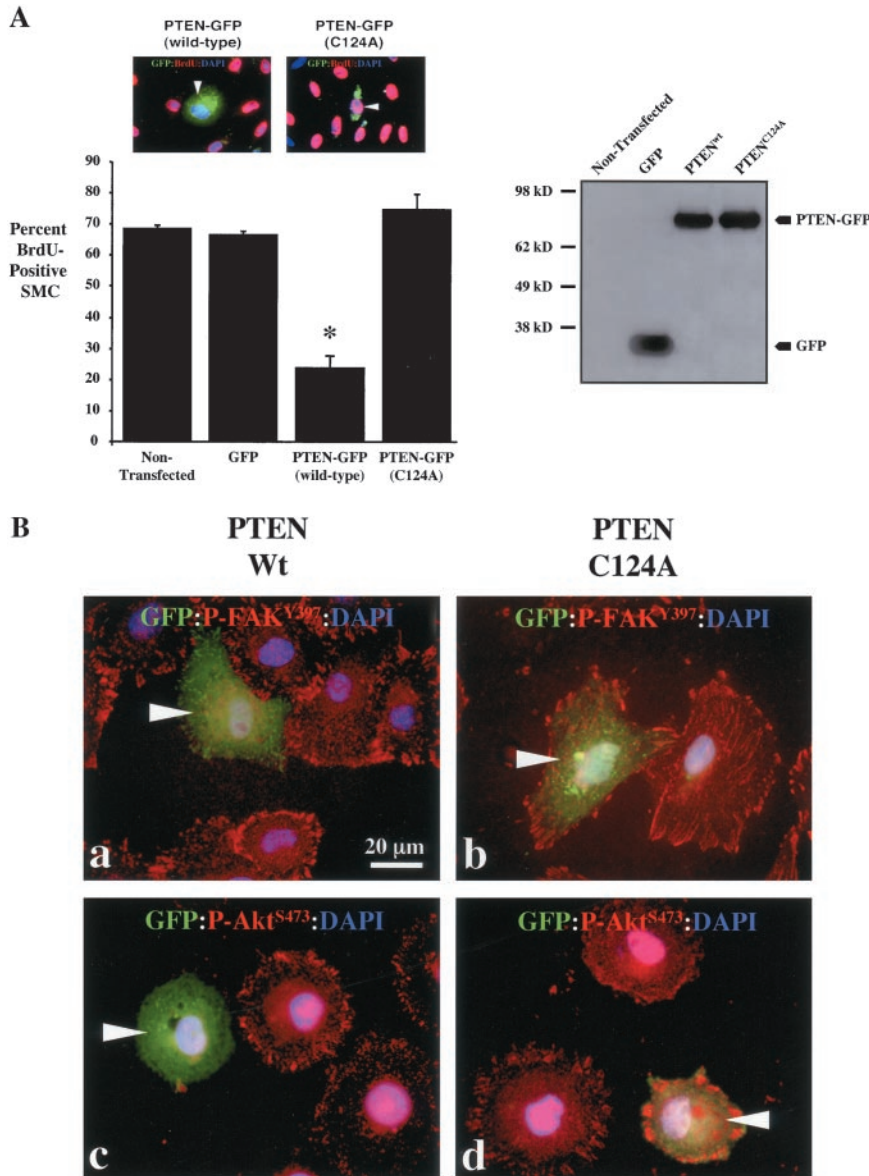 A
PTEN-GFP
(wild-type)
PTEN-GFP
(C124A)
GFP:BrdU:DAPI
GFP:BrdU:DAPI
90
80
70
60
50
40
30
20
10
0
Percent
BrdU-
Positive
SMC
*
Non-
Transfected
GFP
PTEN-GFP
(wild-type)
PTEN-GFP
(C124A)
Non-Transfected
GFP
PTENwt
PTENC124A
98 kD
62 kD
49 kD
38 kD
PTEN-GFP
GFP
B
PTEN
Wt
PTEN
C124A
GFP:P-FAKY397:DAPI
a
20 µm
GFP:P-FAKY397:DAPI
b
GFP:P-AktS473:DAPI
c
GFP:P-AktS473:DAPI
d